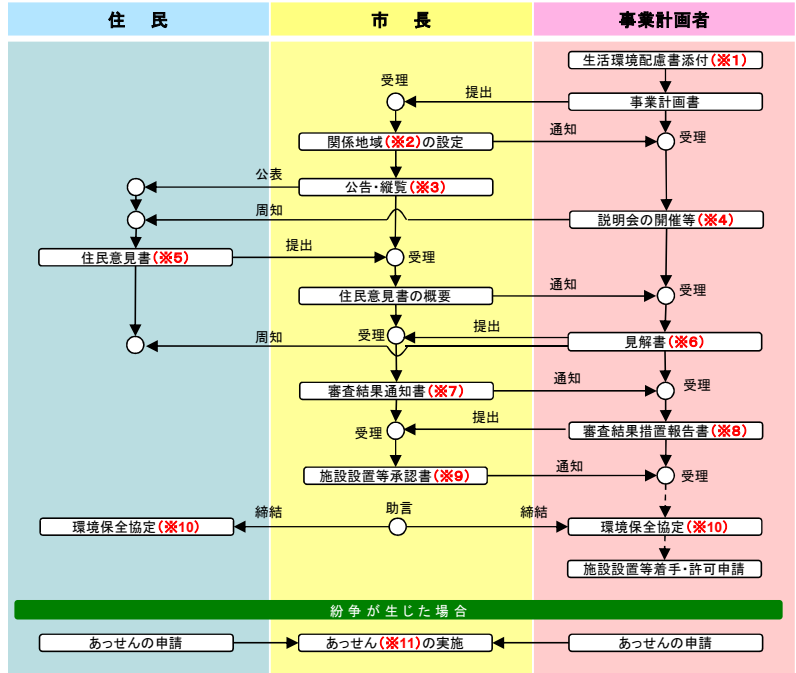 住 民
市 長
事業計画者
生活環境配慮書添付(※1)
受理
提出
事業計画書
関係地域(※2)の設定
通知
受理
公表
公告・縦覧(※3)
周知
説明会の開催等(※4)
住民意見書(※5)
提出
受理
住民意見書の概要
通知
受理
周知
受理
提出
見解書(※6)
審査結果通知書(※7)
通知
受理
受理
提出
審査結果措置報告書(※8)
施設設置等承認書(※9)
通知
受理
環境保全協定(※10)
締結
助言
締結
環境保全協定(※10)
施設設置等着手・許可申請
紛争が生じた場合
あっせんの申請
あっせん(※11)の実施
あっせんの申請